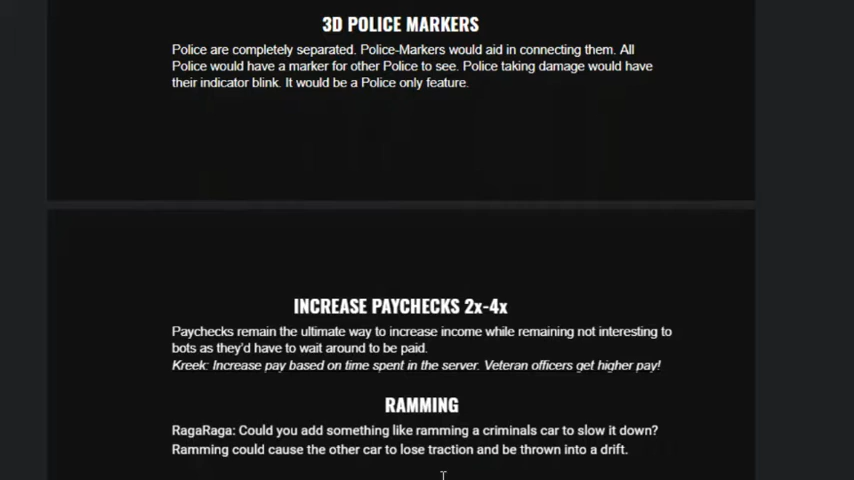 3D POLICE MARKERS
Police are completely separated. Police-Markers would aid in connecting them. All
Police would have a marker for other Police to see. Police taking damage would have
their indicator blink. It would be a Police only feature.
INCREASE PAYCHECKS 2x-4x
Paychecks remain the ultimate way to increase income while remaining not interesting to
bots as they'd have to wait around to be paid.
Kreek: Increase pay based on time spent in the server. Veteran officers get higher pay!
RAMMING
RagaRaga: Could you add something like ramming a criminals car to slow it down?
Ramming could cause the other car to lose traction and be thrown into a drift.